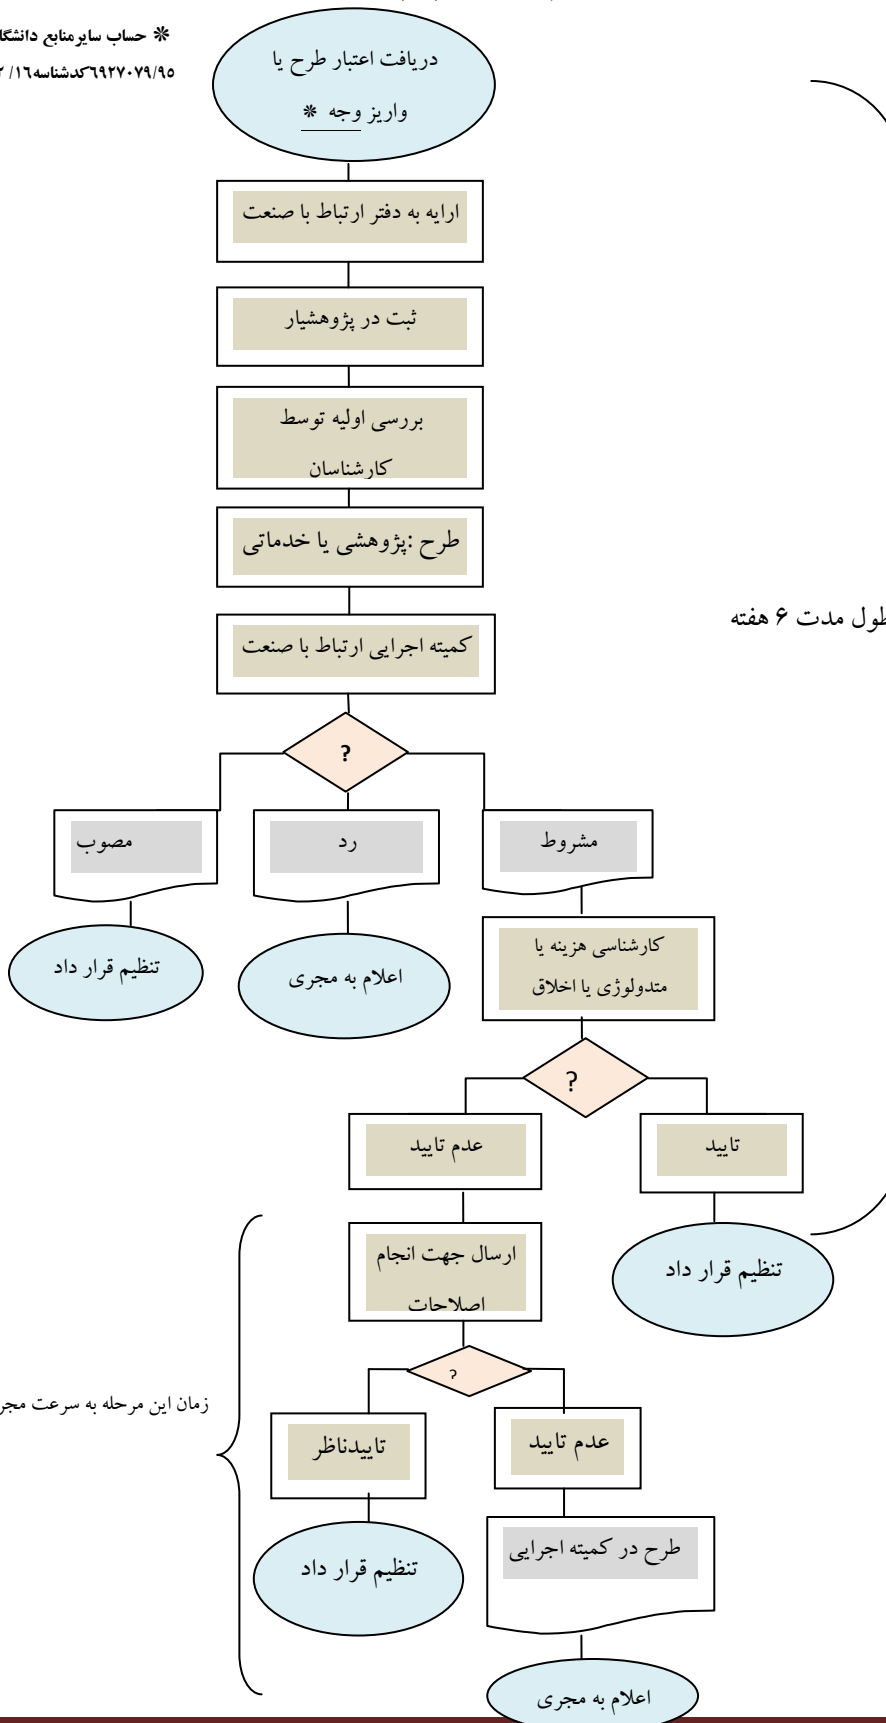 * حساب سایرمنابع دانشگا
٦٩٢٧٠٧٩/٩٥کدشناسه١٦/ ٢
دریافت اعتبار طرح یا
واریز وجه *
ارایه به دفتر ارتباط با صنعت
ثبت در پژوهشیار
بررسی اولیه توسط
کارشناسان
طرح :پژوهشی یا خدماتی
طول مدت ۶ هفته
کمیته اجرایی ارتباط با صنعت
?
مشروط
رد
مصوب
کارشناسی هزینه یا
متدولوژی یا اخلاق
اعلام به مجری
تنظیم قرار داد
?
تایید
عدم تایید
تنظیم قرار داد
ارسال جهت انجام
اصلاحات
?
زمان این مرحله به سرعت مجر
عدم تایید
تاییدناظر
طرح در کمیته اجرایی
تنظیم قرار داد
اعلام به مجری